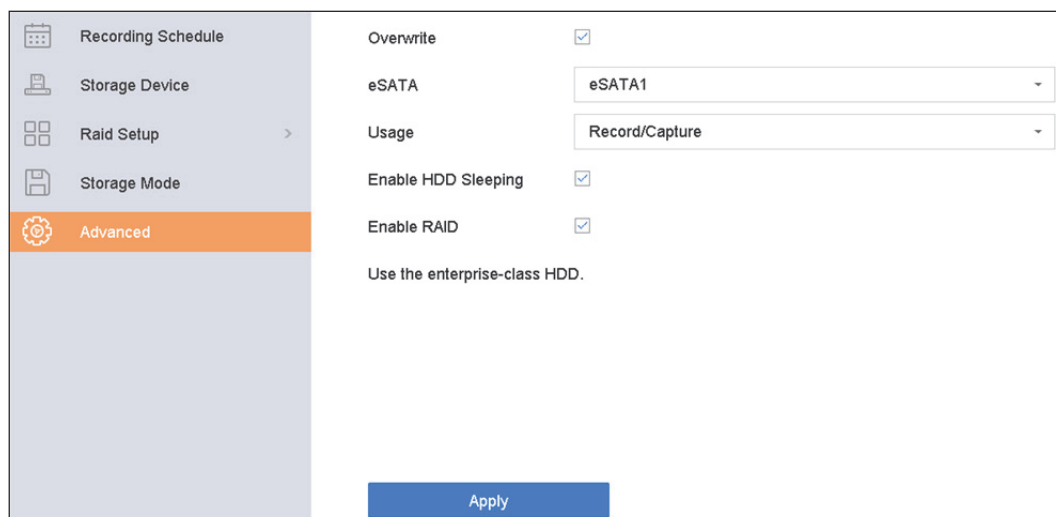 Recording Schedule
Storage Device
Raid Setup
Storage Mode
Advanced
Overwrite
eSATA
eSATA1
Usage
Record/Capture
Enable HDD Sleeping
Enable RAID
Use the enterprise-class HDD.
Apply